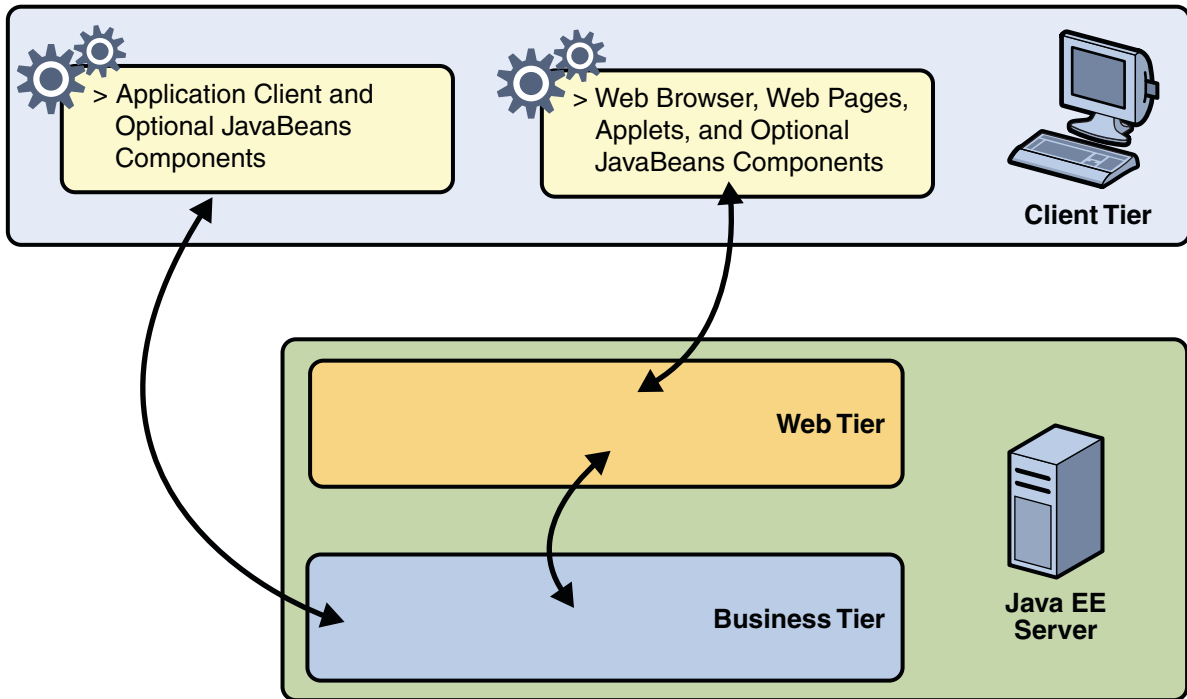 > Application Client and
Optional JavaBeans
Components
> Web Browser, Web Pages,
Applets, and Optional
JavaBeans Components
Client Tier
Web Tier
Business Tier
Java EE
Server